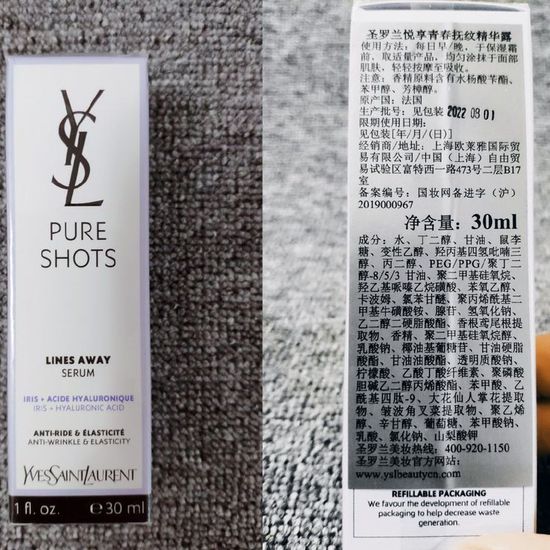 YSL
PURE
SHOTS
LINES AWAY
SERUM
IRIS + ACIDE HYALURONIQUE
IRIS + HYALURONIC ACID
ANTI-RIDE & ÉLASTICITÉ
ANTI-WRINKLE & ELASTICITY
YVESSAINTLAURENT
1 fl. oz. ℮ 30 ml
圣罗兰悦享青春抚纹精华露
使用方法：每日早/晚，于保湿霜
前，取适量产品，均匀涂抹于面部
肌肤，轻轻按摩至吸收。
注意：香精原料含有水杨酸苄酯、
苯甲醇、芳樟醇。
原产国：法国
生产批号：见包装 2022 09 01
限期使用日期：
见包装[年/月/(日)]
经销商/地址：上海欧莱雅国际贸
易有限公司/中国（上海）自由贸
易试验区富特西一路473号二层B17
室
备案编号：国妆网备进字（沪）
2019000967
净含量：30ml
成分：水、丁二醇、甘油、鼠李
糖、变性乙醇、羟丙基四氢吡喃三
醇、丙二醇、PEG/PPG/聚丁二
醇-8/5/3 甘油、聚二甲基硅氧烷、
羟乙基哌嗪乙烷磺酸、苯氧乙醇、
卡波姆、氯苯甘醚、聚丙烯酰基二
甲基牛磺酸铵、腺苷、氢氧化钠、
乙二醇二硬脂酸酯、香根鸢尾根提
取物、香精、聚二甲基硅氧烷醇、
乳酸钠、椰油基葡糖苷、甘油硬脂
酸酯、甘油油酸酯、透明质酸钠、
柠檬酸、乙酸丁酸纤维素、聚磷酸
胆碱乙二醇丙烯酸酯、苯甲酸、乙
酰基四肽-9、大花仙人掌花提取
物、皱波角叉菜提取物、聚乙烯
醇、辛甘醇、葡萄糖、苯甲酸钠、
乳酸、氯化钠、山梨酸钾
圣罗兰美妆热线：400-920-1150
圣罗兰美妆官方网站：
www.yslbeautycn.com
REFILLABLE PACKAGING
We favour the development of refillable
packaging to help decrease waste
generation.